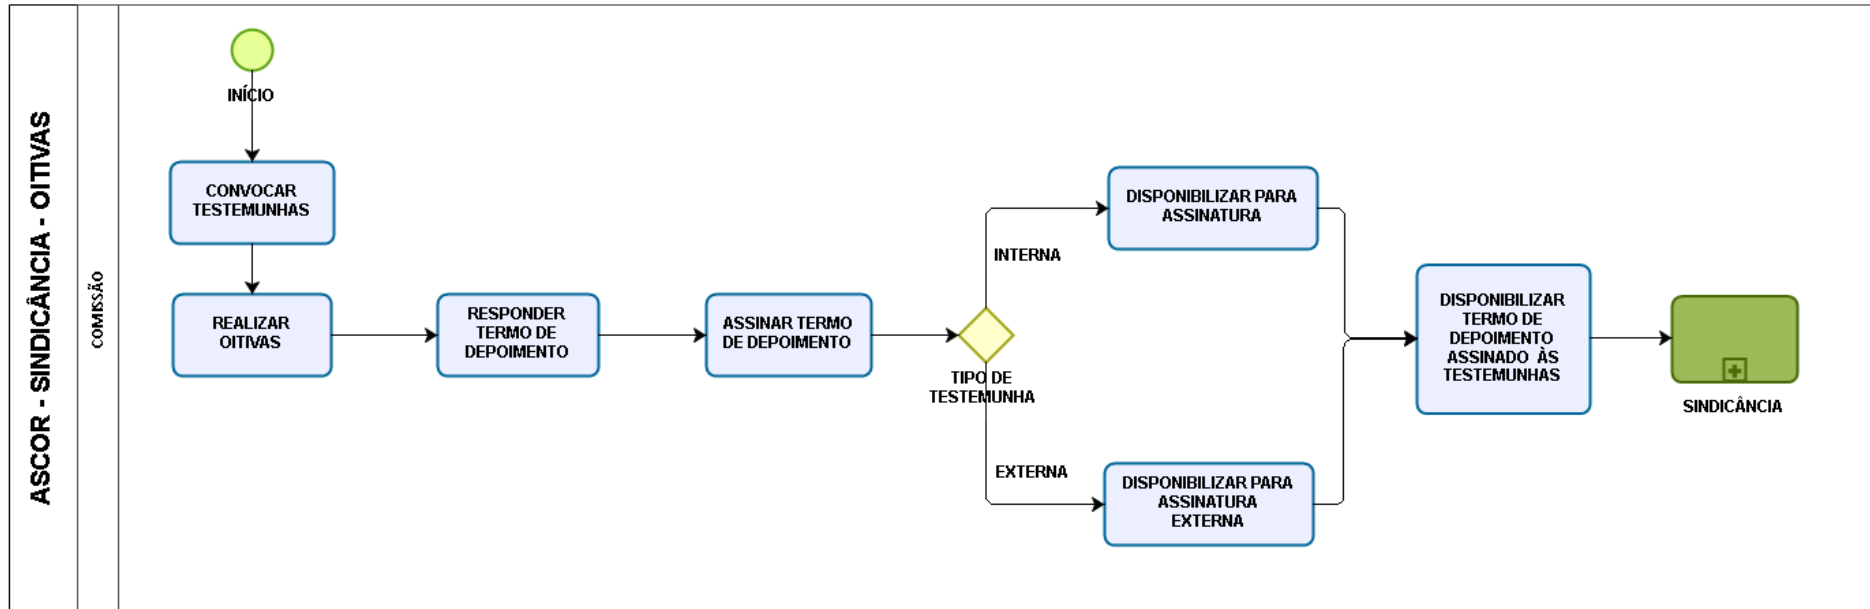 ASCOR - SINDICÂNCIA - OITIVAS
COMISSÃO
INÍCIO
CONVOCAR
TESTEMUNHAS
REALIZAR
OITIVAS
RESPONDER
TERMO DE
DEPOIMENTO
ASSINAR TERMO
DE DEPOIMENTO
TIPO DE
TESTEMUNHA
INTERNA
DISPONIBILIZAR PARA
ASSINATURA
EXTERNA
DISPONIBILIZAR PARA
ASSINATURA
EXTERNA
DISPONIBILIZAR
TERMO DE
DEPOIMENTO
ASSINADO ÀS
TESTEMUNHAS
SINDICÂNCIA